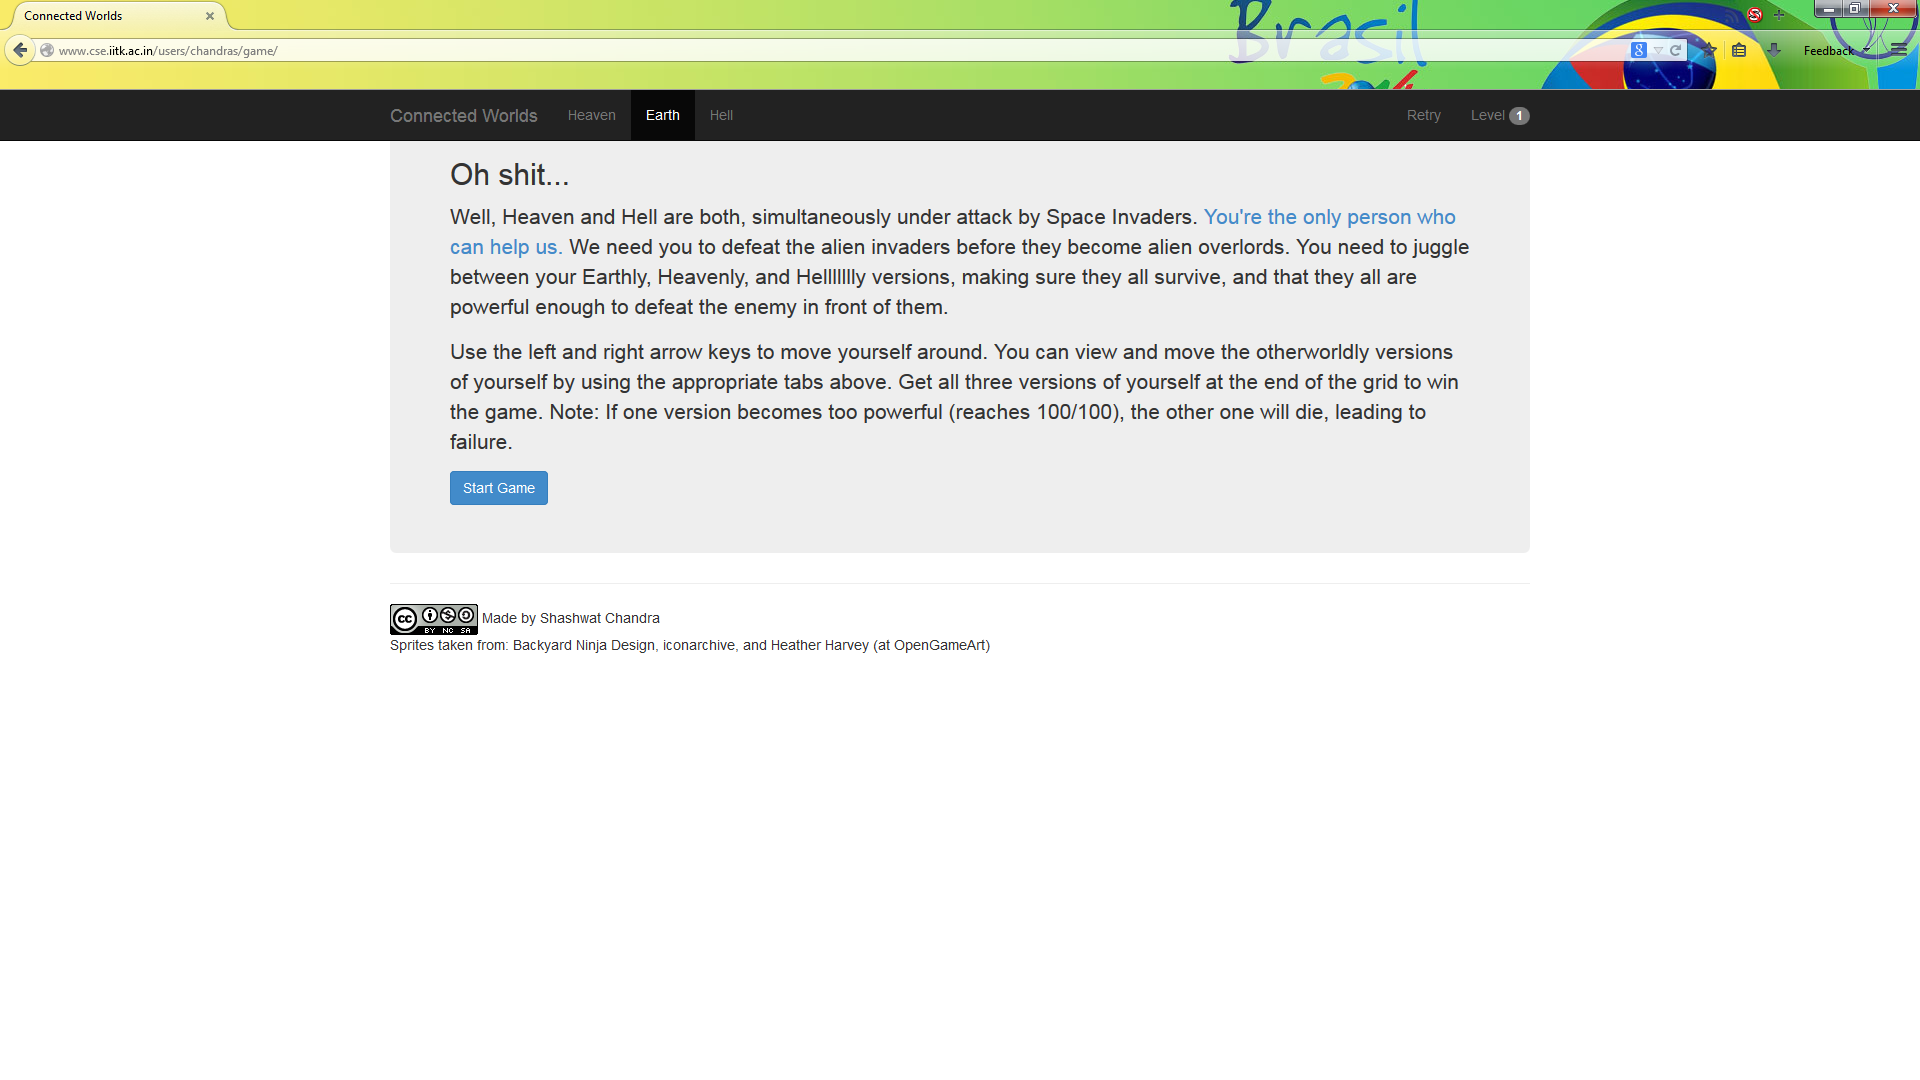 Connected Worlds
Brasil
www.cse.iitk.ac.in/users/chandras/game/
8
Feedback
Connected Worlds Heaven Earth Hell Retry Level 1
Oh shit...
Well, Heaven and Hell are both, simultaneously under attack by Space Invaders. You're the only person who
can help us. We need you to defeat the alien invaders before they become alien overlords. You need to juggle
between your Earthly, Heavenly, and Hellllllly versions, making sure they all survive, and that they all are
powerful enough to defeat the enemy in front of them.
Use the left and right arrow keys to move yourself around. You can view and move the otherworldly versions
of yourself by using the appropriate tabs above. Get all three versions of yourself at the end of the grid to win
the game. Note: If one version becomes too powerful (reaches 100/100), the other one will die, leading to
failure.
Start Game
cc BY NC SA Made by Shashwat Chandra
Sprites taken from: Backyard Ninja Design, iconarchive, and Heather Harvey (at OpenGameArt)